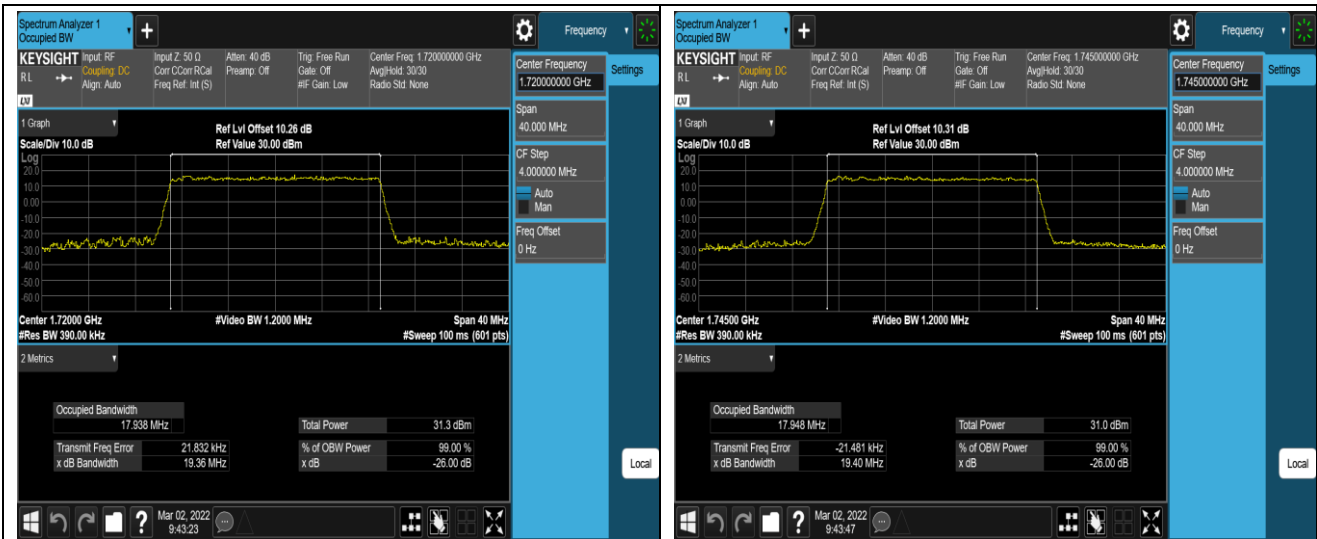 Spectrum Analyzer 1
Occupied BW
+
Frequency
KEYSIGHT
RL
LXI
Input: RF
Coupling: DC
Align: Auto
Input Z: 50 Ω
Corr CCorr RCal
Freq Ref: Int (S)
Atten: 40 dB
Preamp: Off
Trig: Free Run
Gate: Off
#IF Gain: Low
Center Freq: 1.720000000 GHz
Avg|Hold: 30/30
Radio Std: None
Center Frequency
1.720000000 GHz
Settings
Span
40.000 MHz
CF Step
4.000000 MHz
Auto
Man
Freq Offset
0 Hz
Local
1 Graph
Scale/Div 10.0 dB
Ref Lvl Offset 10.26 dB
Ref Value 30.00 dBm
Log
20.0
10.0
0.00
-10.0
-20.0
-30.0
-40.0
-50.0
-60.0
Center 1.72000 GHz
#Video BW 1.2000 MHz
Span 40 MHz
#Res BW 390.00 kHz
#Sweep 100 ms (601 pts)
2 Metrics
Occupied Bandwidth
17.938 MHz
Total Power 31.3 dBm
Transmit Freq Error 21.832 kHz
% of OBW Power 99.00 %
x dB Bandwidth 19.36 MHz
x dB -26.00 dB
?
Mar 02, 2022
9:43:23
Spectrum Analyzer 1
Occupied BW
+
Frequency
KEYSIGHT
RL
LXI
Input: RF
Coupling: DC
Align: Auto
Input Z: 50 Ω
Corr CCorr RCal
Freq Ref: Int (S)
Atten: 40 dB
Preamp: Off
Trig: Free Run
Gate: Off
#IF Gain: Low
Center Freq: 1.745000000 GHz
Avg|Hold: 30/30
Radio Std: None
Center Frequency
1.745000000 GHz
Settings
Span
40.000 MHz
CF Step
4.000000 MHz
Auto
Man
Freq Offset
0 Hz
Local
1 Graph
Scale/Div 10.0 dB
Ref Lvl Offset 10.31 dB
Ref Value 30.00 dBm
Log
20.0
10.0
0.00
-10.0
-20.0
-30.0
-40.0
-50.0
-60.0
Center 1.74500 GHz
#Video BW 1.2000 MHz
Span 40 MHz
#Res BW 390.00 kHz
#Sweep 100 ms (601 pts)
2 Metrics
Occupied Bandwidth
17.948 MHz
Total Power 31.0 dBm
Transmit Freq Error -21.481 kHz
% of OBW Power 99.00 %
x dB Bandwidth 19.40 MHz
x dB -26.00 dB
?
Mar 02, 2022
9:43:47